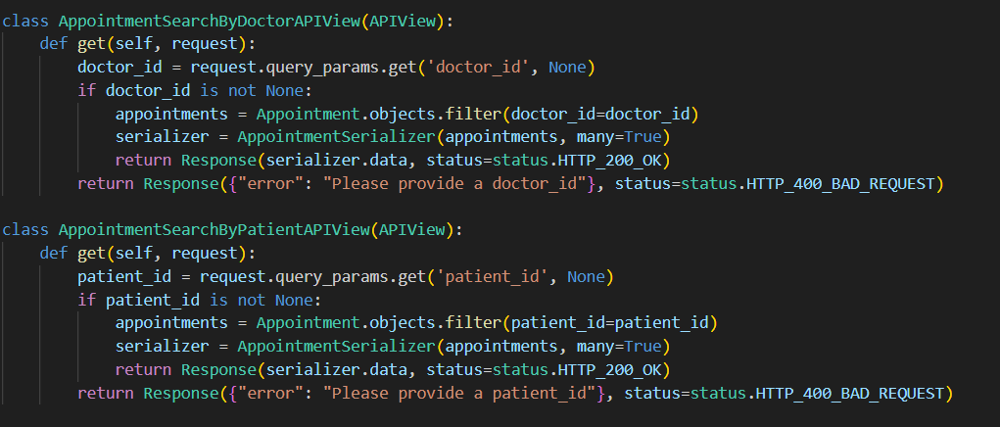 class AppointmentSearchByDoctorAPIView(APIView):
    def get(self, request):
        doctor_id = request.query_params.get('doctor_id', None)
        if doctor_id is not None:
            appointments = Appointment.objects.filter(doctor_id=doctor_id)
            serializer = AppointmentSerializer(appointments, many=True)
            return Response(serializer.data, status=status.HTTP_200_OK)
        return Response({"error": "Please provide a doctor_id"}, status=status.HTTP_400_BAD_REQUEST)

class AppointmentSearchByPatientAPIView(APIView):
    def get(self, request):
        patient_id = request.query_params.get('patient_id', None)
        if patient_id is not None:
            appointments = Appointment.objects.filter(patient_id=patient_id)
            serializer = AppointmentSerializer(appointments, many=True)
            return Response(serializer.data, status=status.HTTP_200_OK)
        return Response({"error": "Please provide a patient_id"}, status=status.HTTP_400_BAD_REQUEST)